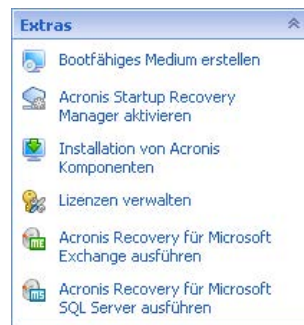 Extras
Bootfähiges Medium erstellen
Acronis Startup Recovery
Manager aktivieren
Installation von Acronis
Komponenten
Lizenzen verwalten
Acronis Recovery für Microsoft
Exchange ausführen
Acronis Recovery für Microsoft
SQL Server ausführen